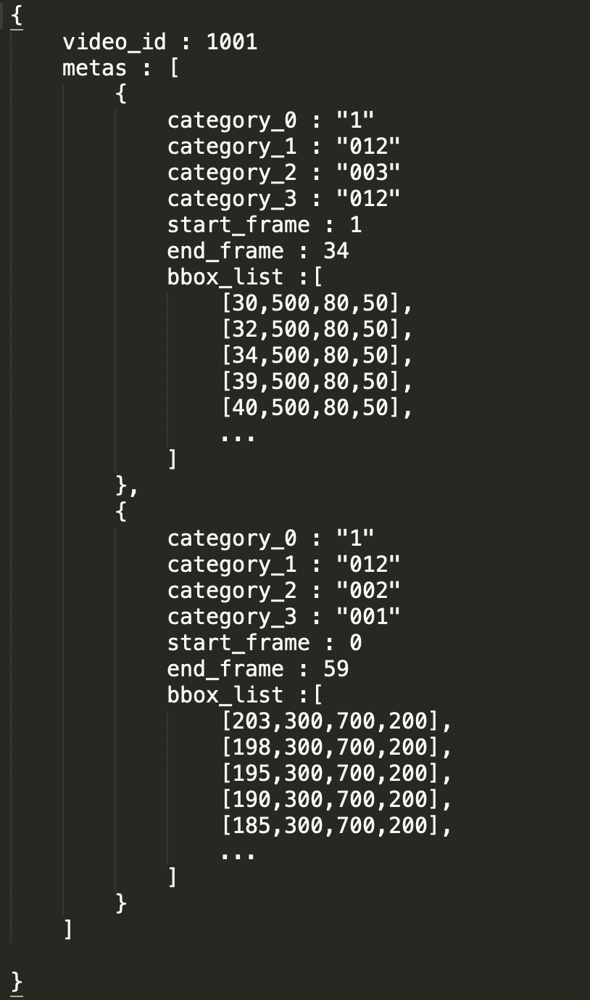 {
video_id : 1001
metas : [
{
category_0 : "1"
category_1 : "012"
category_2 : "003"
category_3 : "012"
start_frame : 1
end_frame : 34
bbox_list :[
[30,500,80,50],
[32,500,80,50],
[34,500,80,50],
[39,500,80,50],
[40,500,80,50],
...
]
},
{
category_0 : "1"
category_1 : "012"
category_2 : "002"
category_3 : "001"
start_frame : 0
end_frame : 59
bbox_list :[
[203,300,700,200],
[198,300,700,200],
[195,300,700,200],
[190,300,700,200],
[185,300,700,200],
...
]
}
]
}